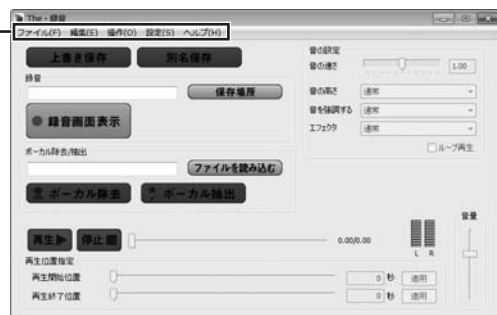 The - 録音
ファイル(F) 編集(E) 操作(O) 設定(S) ヘルプ(H)
上書き保存 別名保存
録音
保存場所
録音画面表示
ボーカル除去/抽出
ファイルを読み込む
ボーカル除去 ボーカル抽出
音の設定
音の速さ 1.00
音の高さ 通常
音を強調する 通常
エフェクタ 通常
ループ再生
再生 停止 0.00/0.00
L R
音量
再生位置指定
再生開始位置 0 秒 適用
再生終了位置 0 秒 適用